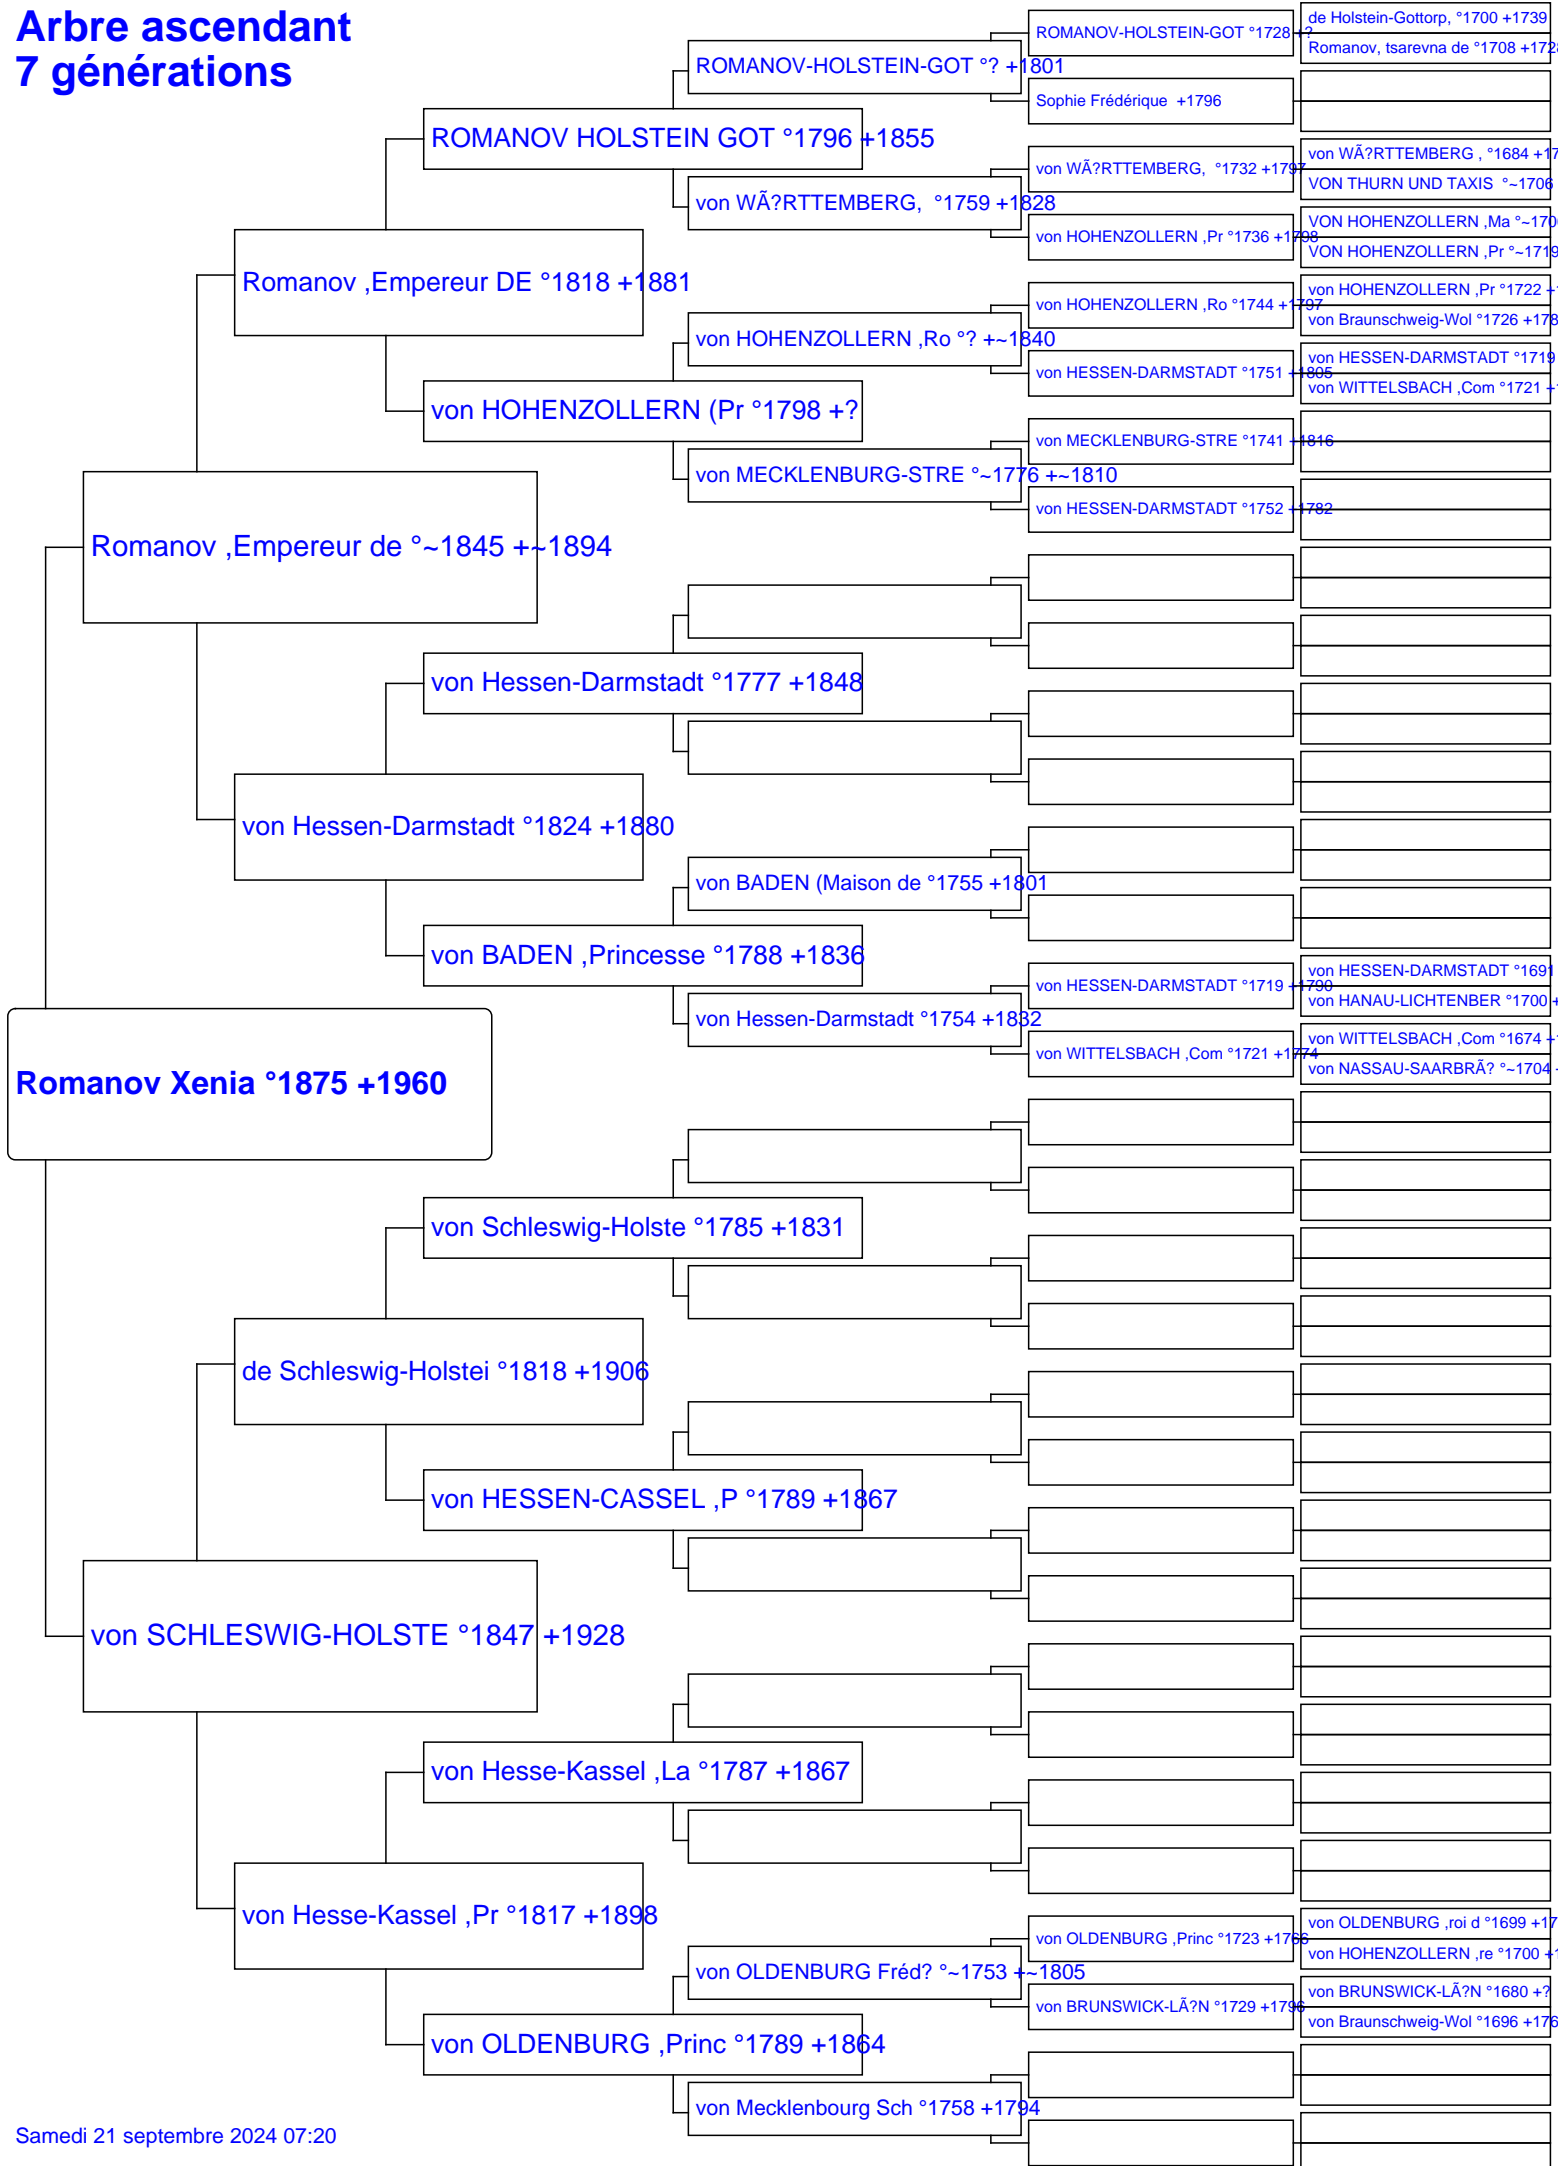 Arbre ascendant
7 générations
de Holstein-Gottorp, °1700 +1739
ROMANOV-HOLSTEIN-GOT °1728 +?
Romanov, tsarevna de °1708 +1728
ROMANOV-HOLSTEIN-GOT °? +1801
Sophie Frédérique +1796
ROMANOV HOLSTEIN GOT °1796 +1855
von WÃ?RTTEMBERG , °1684 +17
von WÃ?RTTEMBERG, °1732 +1797
VON THURN UND TAXIS °~1706
von WÃ?RTTEMBERG, °1759 +1828
VON HOHENZOLLERN ,Ma °~170
von HOHENZOLLERN ,Pr °1736 +1798
VON HOHENZOLLERN ,Pr °~1719
Romanov ,Empereur DE °1818 +1881
von HOHENZOLLERN ,Pr °1722 +1
von HOHENZOLLERN ,Ro °1744 +1797
von Braunschweig-Wol °1726 +178
von HOHENZOLLERN ,Ro °? +~1840
von HESSEN-DARMSTADT °1719
von HESSEN-DARMSTADT °1751 +1805
von WITTELSBACH ,Com °1721 +1
von HOHENZOLLERN (Pr °1798 +?
von MECKLENBURG-STRE °1741 +1816
von MECKLENBURG-STRE °~1776 +~1810
von HESSEN-DARMSTADT °1752 +1782
Romanov ,Empereur de °~1845 +~1894
von Hessen-Darmstadt °1777 +1848
von Hessen-Darmstadt °1824 +1880
von BADEN (Maison de °1755 +1801
von BADEN ,Princesse °1788 +1836
von HESSEN-DARMSTADT °1691
von HESSEN-DARMSTADT °1719 +1790
von HANAU-LICHTENBER °1700 +
von Hessen-Darmstadt °1754 +1832
von WITTELSBACH ,Com °1674 +1
von WITTELSBACH ,Com °1721 +1774
von NASSAU-SAARBRÃ? °~1704 +
Romanov Xenia °1875 +1960
von Schleswig-Holste °1785 +1831
de Schleswig-Holstei °1818 +1906
von HESSEN-CASSEL ,P °1789 +1867
von SCHLESWIG-HOLSTE °1847 +1928
von Hesse-Kassel ,La °1787 +1867
von Hesse-Kassel ,Pr °1817 +1898
von OLDENBURG ,roi d °1699 +17
von OLDENBURG ,Princ °1723 +1766
von HOHENZOLLERN ,re °1700 +1
von OLDENBURG Fréd? °~1753 +~1805
von BRUNSWICK-LÃ?N °1680 +?
von BRUNSWICK-LÃ?N °1729 +1796
von Braunschweig-Wol °1696 +176
von OLDENBURG ,Princ °1789 +1864
von Mecklenbourg Sch °1758 +1794
Samedi 21 septembre 2024 07:20